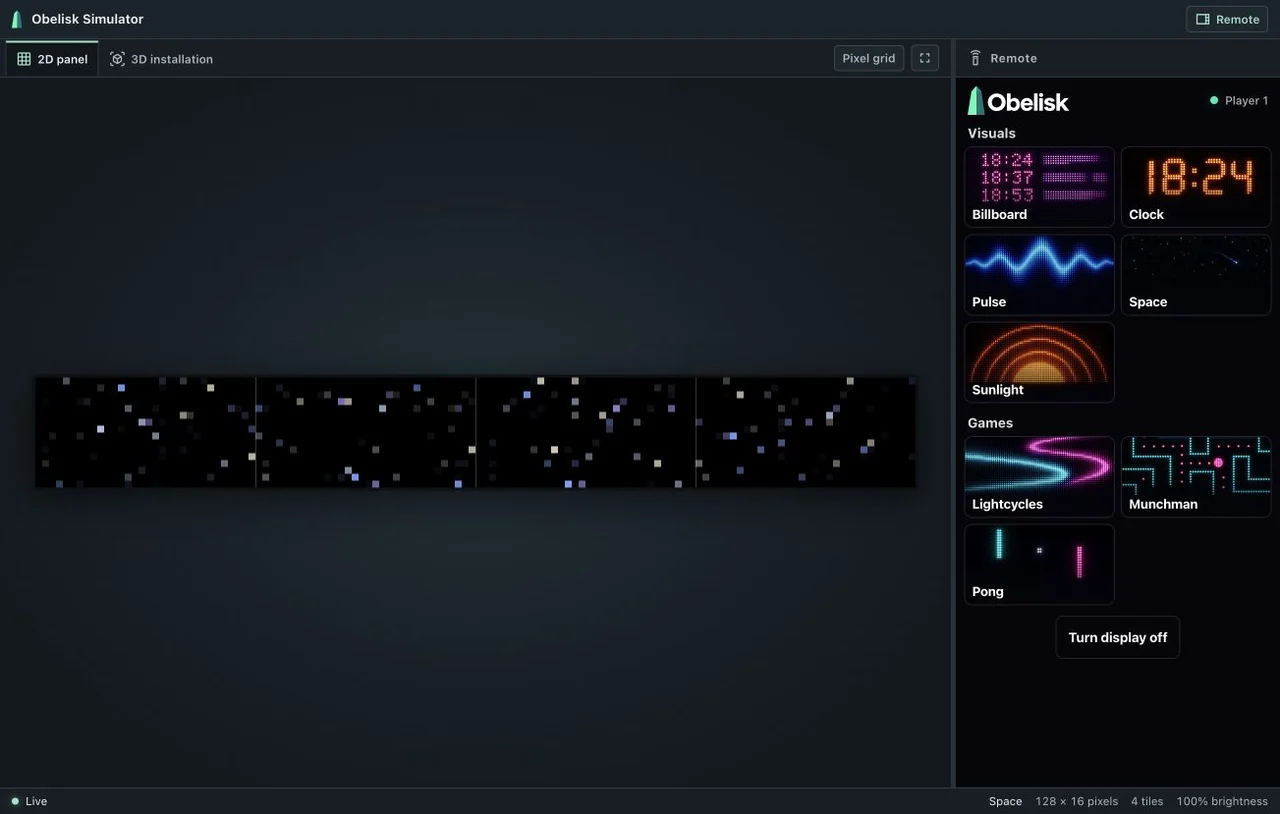 Obelisk Simulator
Remote
2D panel
3D installation
Pixel grid
Remote
Obelisk
Player 1
Visuals
18:24
18:37
18:53
Billboard
18:24
Clock
Pulse
Space
Sunlight
Games
Lightcycles
Munchman
Pong
Turn display off
Live
Space
128 × 16 pixels
4 tiles
100% brightness